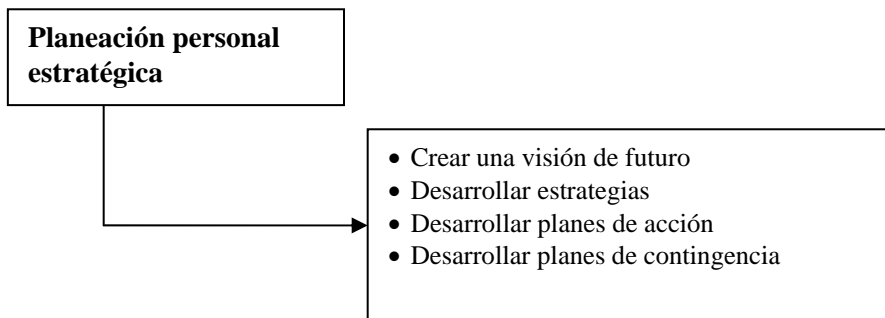 Planeación personal
estratégica
• Crear una visión de futuro
• Desarrollar estrategias
• Desarrollar planes de acción
• Desarrollar planes de contingencia